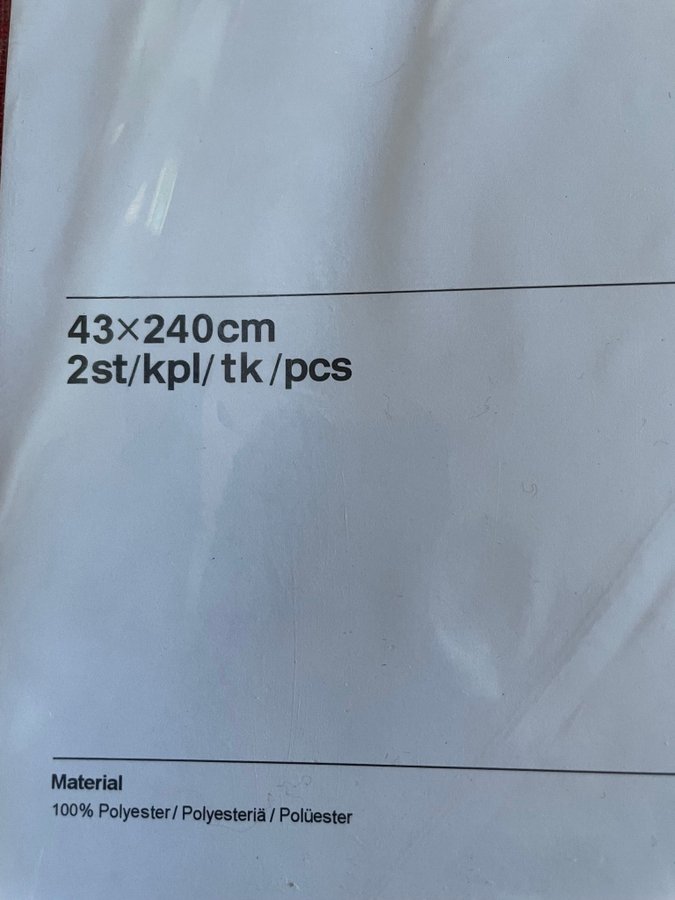 43×240cm
2st/kpl/tk/pcs
Material
100% Polyester / Polyesteriä / Polüester